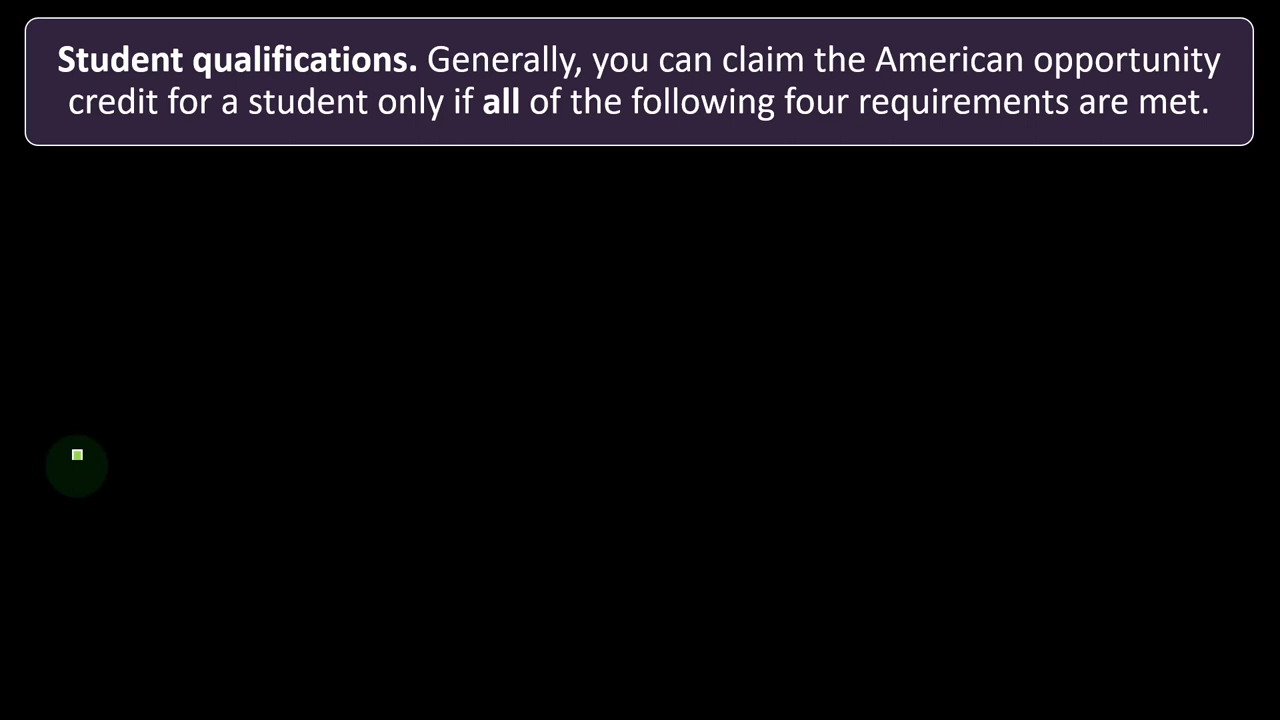 Student qualifications. Generally, you can claim the American opportunity
credit for a student only if all of the following four requirements are met.